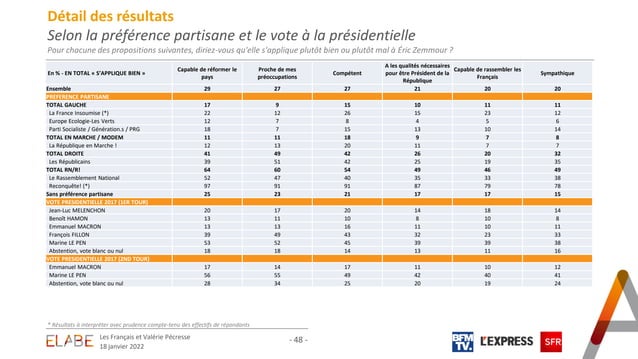 Détail des résultats
Selon la préférence partisane et le vote à la présidentielle
Pour chacune des propositions suivantes, diriez-vous qu'elle s'applique plutôt bien ou plutôt mal à Éric Zemmour ?
En % - EN TOTAL « S'APPLIQUE BIEN » Capable de réformer le pays Proche de mes préoccupations Compétent A les qualités nécessaires pour être Président de la République Capable de rassembler les Français Sympathique
Ensemble 29 27 27 21 20 20
PREFERENCE PARTISANE
TOTAL GAUCHE 17 9 15 10 11 11
La France Insoumise (*) 22 12 26 15 23 12
Europe Ecologie-Les Verts 12 7 8 4 5 6
Parti Socialiste / Génération.s / PRG 18 7 15 13 10 14
TOTAL EN MARCHE / MODEM 11 11 18 9 7 8
La République en Marche ! 12 13 20 11 7 7
TOTAL DROITE 41 49 42 26 20 32
Les Républicains 39 51 42 25 19 35
TOTAL RN/R! 64 60 54 49 46 49
Le Rassemblement National 52 47 40 35 33 38
Reconquête! (*) 97 91 91 87 79 78
Sans préférence partisane 25 23 21 17 17 15
VOTE PRESIDENTIELLE 2017 (1ER TOUR)
Jean-Luc MELENCHON 20 17 20 14 18 14
Benoît HAMON 13 11 10 8 10 8
Emmanuel MACRON 13 13 16 11 10 11
François FILLON 39 49 43 32 23 33
Marine LE PEN 53 52 45 39 39 38
Abstention, vote blanc ou nul 18 18 14 13 11 16
VOTE PRESIDENTIELLE 2017 (2ND TOUR)
Emmanuel MACRON 17 14 17 11 10 12
Marine LE PEN 56 55 49 42 40 41
Abstention, vote blanc ou nul 28 34 25 20 19 24
* Résultats à interpréter avec prudence compte-tenu des effectifs de répondants
ELABE
Les Français et Valérie Pécresse
18 janvier 2022
- 48 -
BFM TV.
L'EXPRESS
SFR